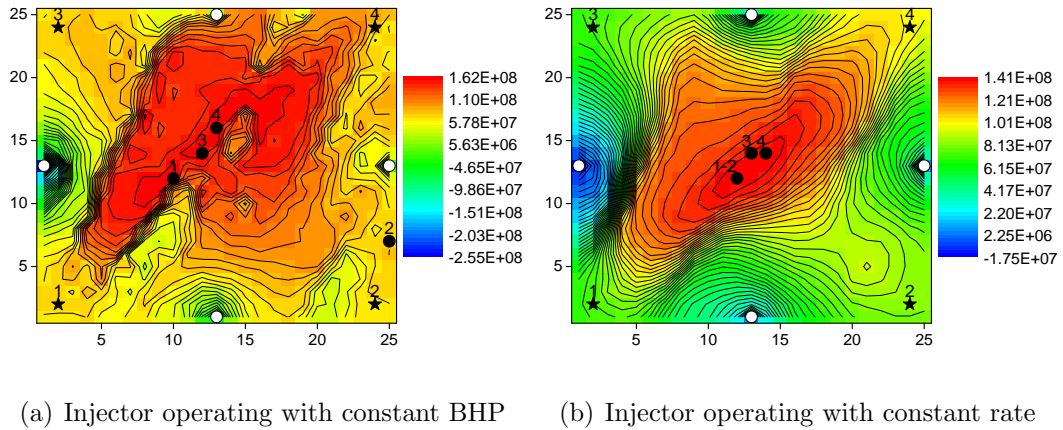 25
20
15
10
5
5
10
15
20
25
3
4
4
3
1
2
1
2
1.62E+08
1.10E+08
5.78E+07
5.63E+06
-4.65E+07
-9.86E+07
-1.51E+08
-2.03E+08
-2.55E+08
25
20
15
10
5
5
10
15
20
25
3
4
3-4
1-2
1
2
1.41E+08
1.21E+08
1.01E+08
8.13E+07
6.15E+07
4.17E+07
2.20E+07
2.25E+06
-1.75E+07
(a) Injector operating with constant BHP
(b) Injector operating with constant rate